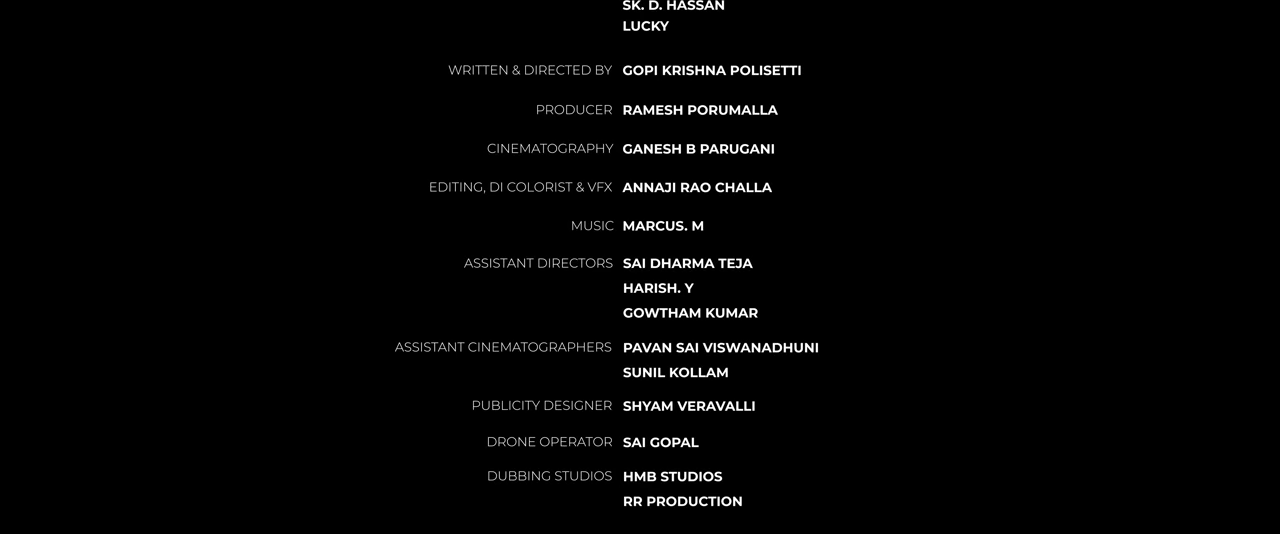 SK. D. HASSAN
LUCKY
WRITTEN & DIRECTED BY GOPI KRISHNA POLISETTI
PRODUCER RAMESH PORUMALLA
CINEMATOGRAPHY GANESH B PARUGANI
EDITING, DI COLORIST & VFX ANNAJI RAO CHALLA
MUSIC MARCUS. M
ASSISTANT DIRECTORS SAI DHARMA TEJA
HARISH. Y
GOWTHAM KUMAR
ASSISTANT CINEMATOGRAPHERS PAVAN SAI VISWANADHUNI
SUNIL KOLLAM
PUBLICITY DESIGNER SHYAM VERAVALLI
DRONE OPERATOR SAI GOPAL
DUBBING STUDIOS HMB STUDIOS
RR PRODUCTION